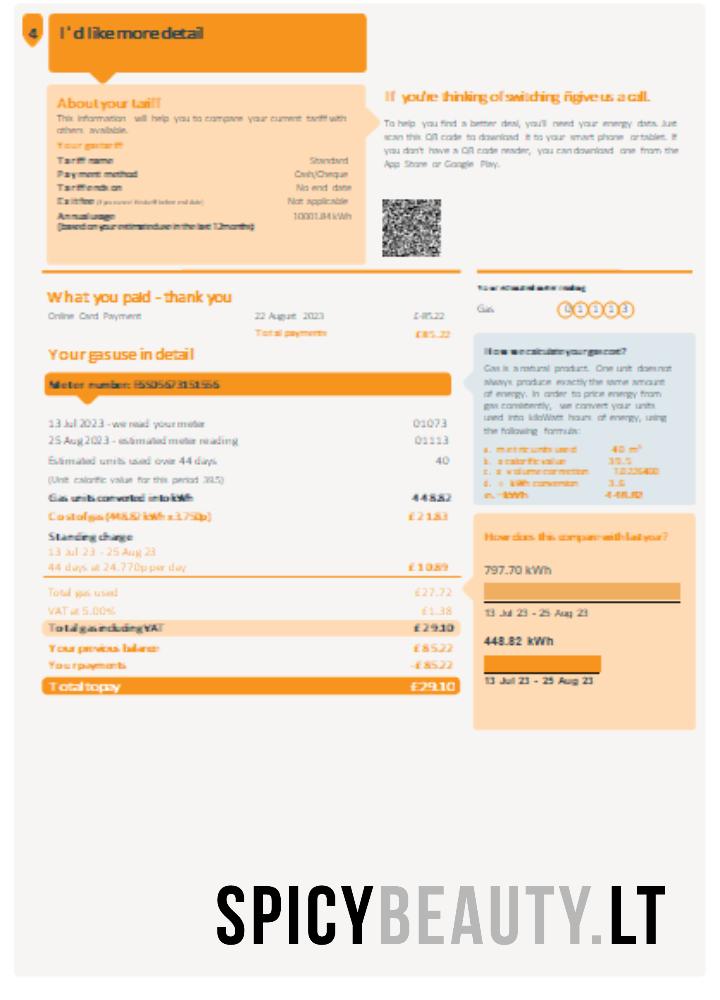 4
I'd like more detail
About your tariff
This information will help you to compare your current tariff with
others available.
Your gas tariff
Tariff name Standard
Payment method Cash/Cheque
Tariff ends on No end date
Exit fee (if you cancel this tariff before end date) Not applicable
Annual usage 10001.84 kWh
(based on your estimated use in the last 12 months)
If you're thinking of switching ñgive us a call.
To help you find a better deal, you'll need your energy data. Just
scan this QR code to download it to your smart phone or tablet. If
you don't have a QR code reader, you can download one from the
App Store or Google Play.
What you paid - thank you
Online Card Payment 22 August 2023 £-85.22
Total payments £85.22
Your gas use in detail
Meter number:
13 Jul 2023 - we read your meter 01073
25 Aug 2023 - estimated meter reading 01113
Estimated units used over 44 days 40
(Unit calorific value for this period 39.5)
Gas units converted into kWh 448.82
Cost of gas (448.82 kWh x 3.750p) £21.83
Standing charge
13 Jul 23 - 25 Aug 23
44 days at 24.770p per day £10.89
Total gas used £27.72
VAT at 5.00% £1.38
Total gas including VAT £29.10
Your previous balance £85.22
Your payments -£85.22
Total to pay £29.10
Your estimated meter reading
Gas 01113
How we calculate your gas cost?
Gas is a natural product. One unit does not
always produce exactly the same amount
of energy. In order to price energy from
gas consistently, we convert your units
used into kiloWatt hours of energy, using
the following formula:
a. metric units used 40 m³
b. x calorific value 39.5
c. x volume correction 1.0226400
d. ÷ kWh conversion 3.6
e. =kWh 448.82
How does this compare with last year?
797.70 kWh
13 Jul 23 - 25 Aug 23
448.82 kWh
13 Jul 23 - 25 Aug 23
SPICYBEAUTY.LT